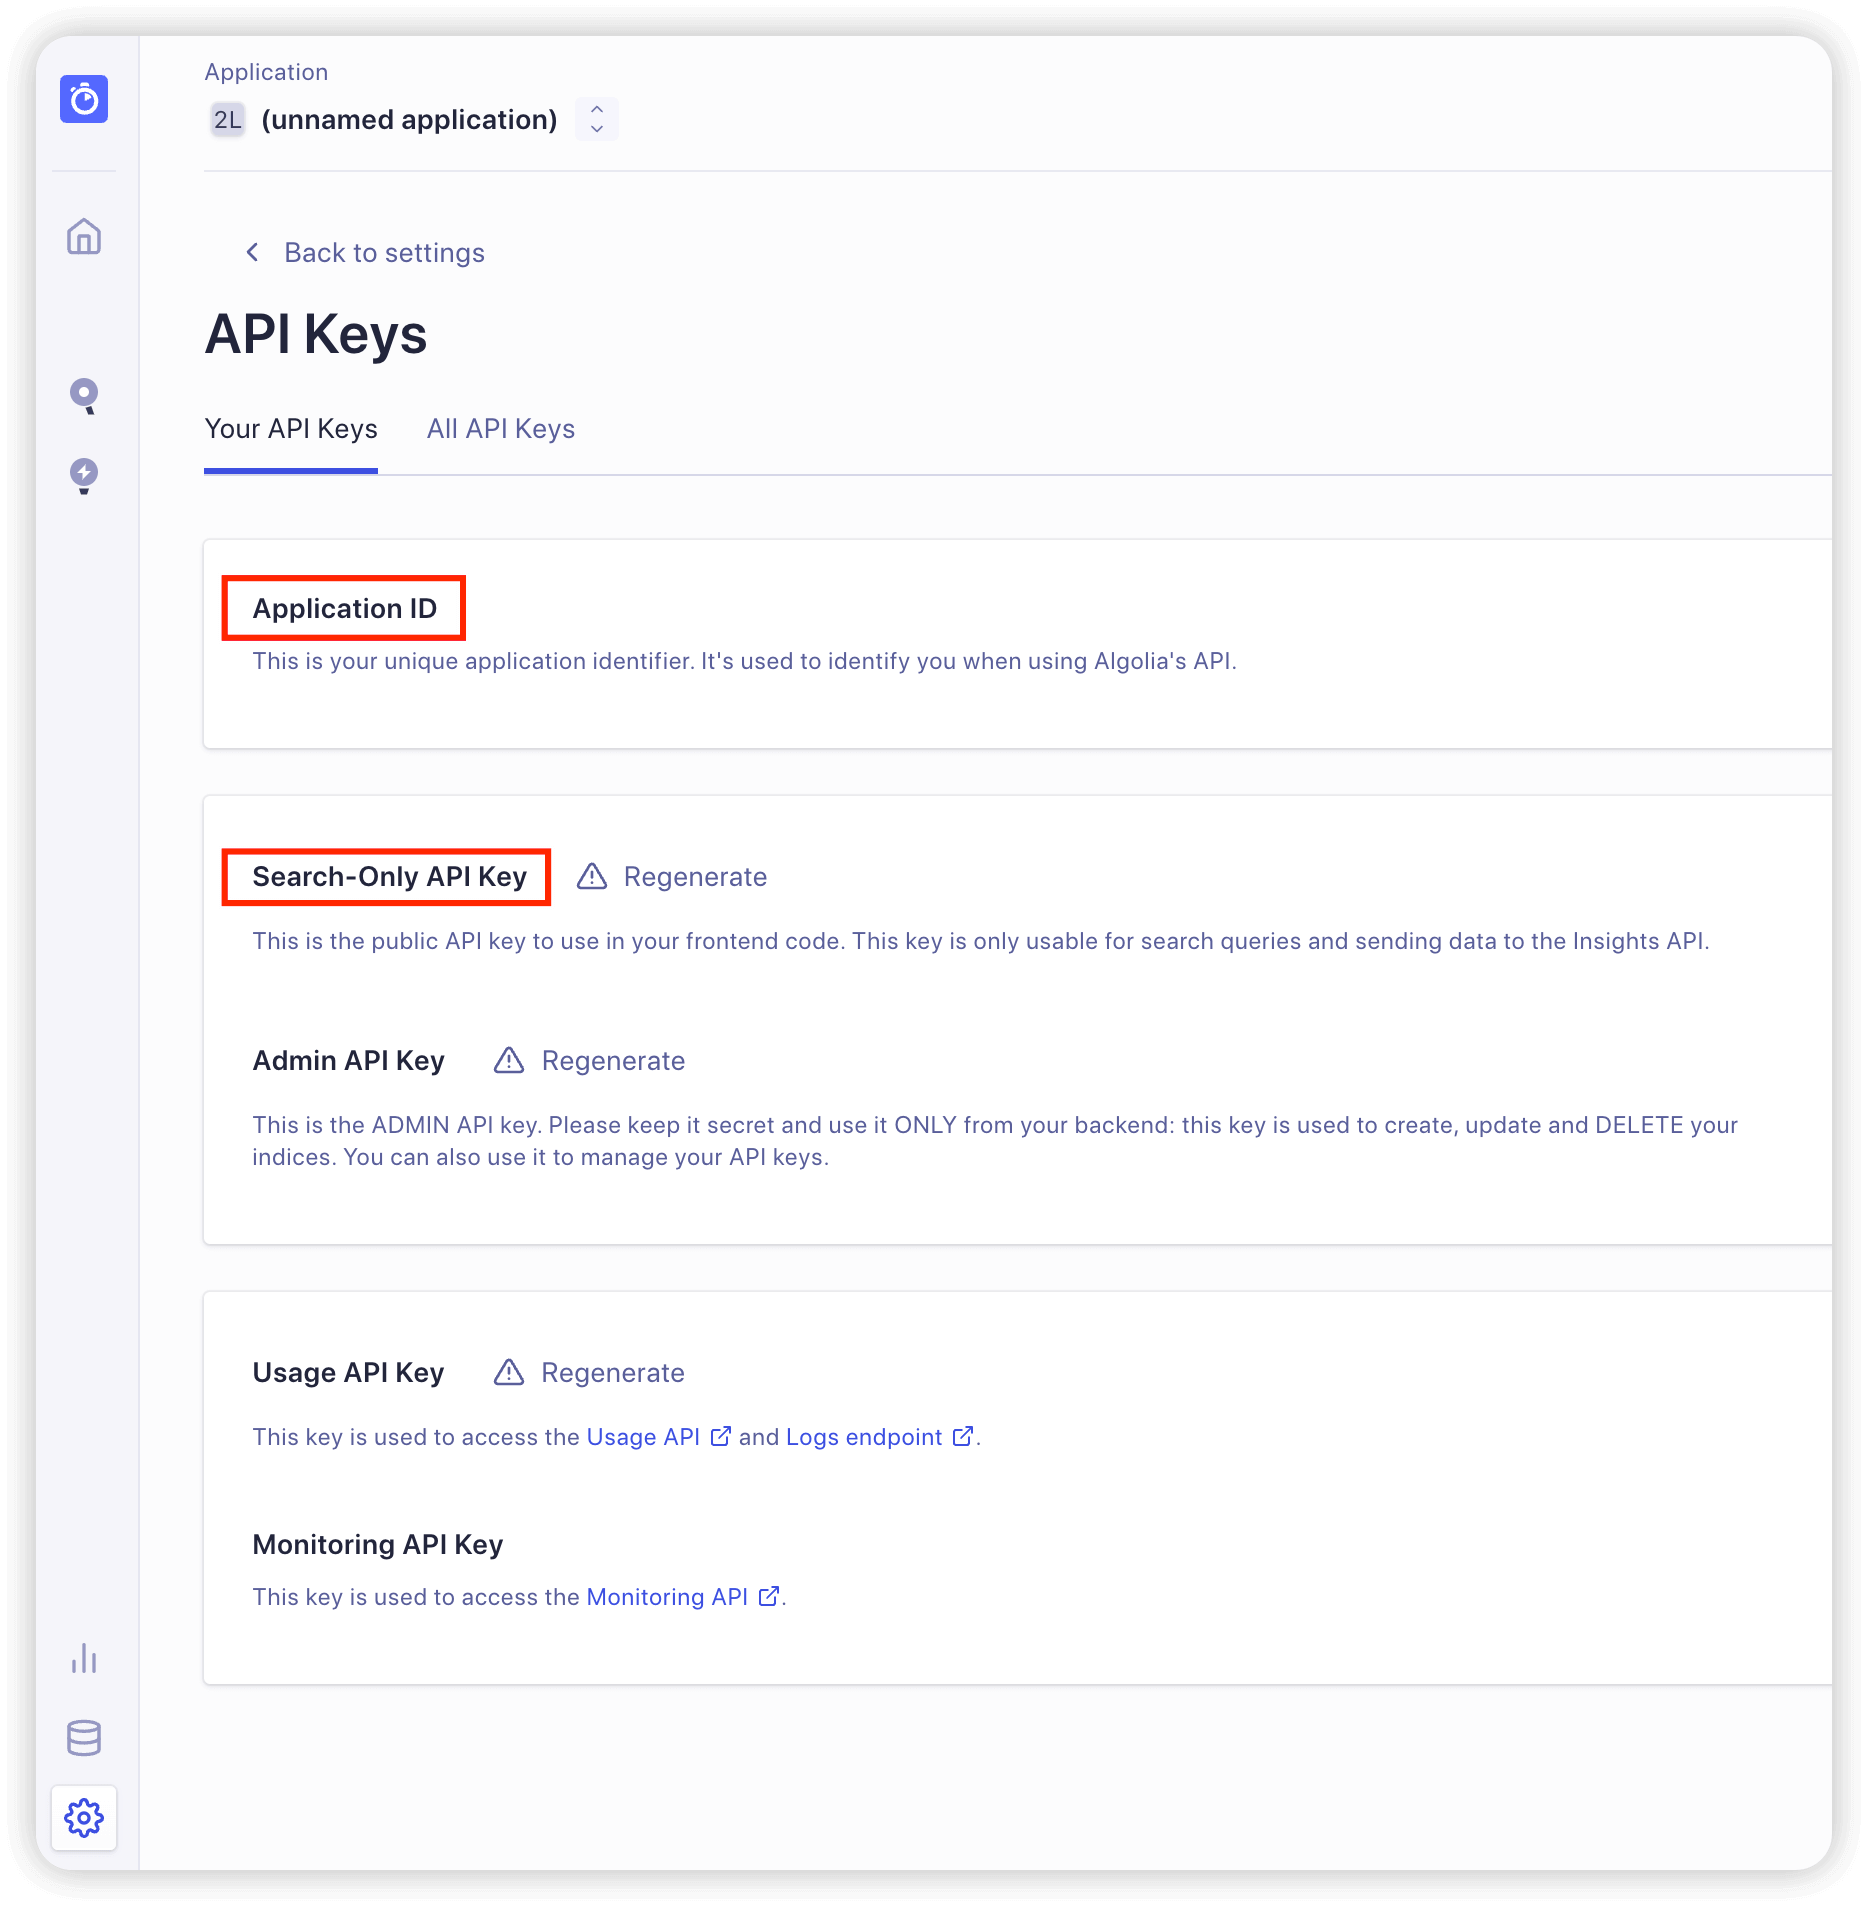 Application
2L (unnamed application)
Back to settings
API Keys
Your API Keys All API Keys
Application ID
This is your unique application identifier. It's used to identify you when using Algolia's API.
Search-Only API Key Regenerate
This is the public API key to use in your frontend code. This key is only usable for search queries and sending data to the Insights API.
Admin API Key Regenerate
This is the ADMIN API key. Please keep it secret and use it ONLY from your backend: this key is used to create, update and DELETE your
indices. You can also use it to manage your API keys.
Usage API Key Regenerate
This key is used to access the Usage API and Logs endpoint .
Monitoring API Key
This key is used to access the Monitoring API .